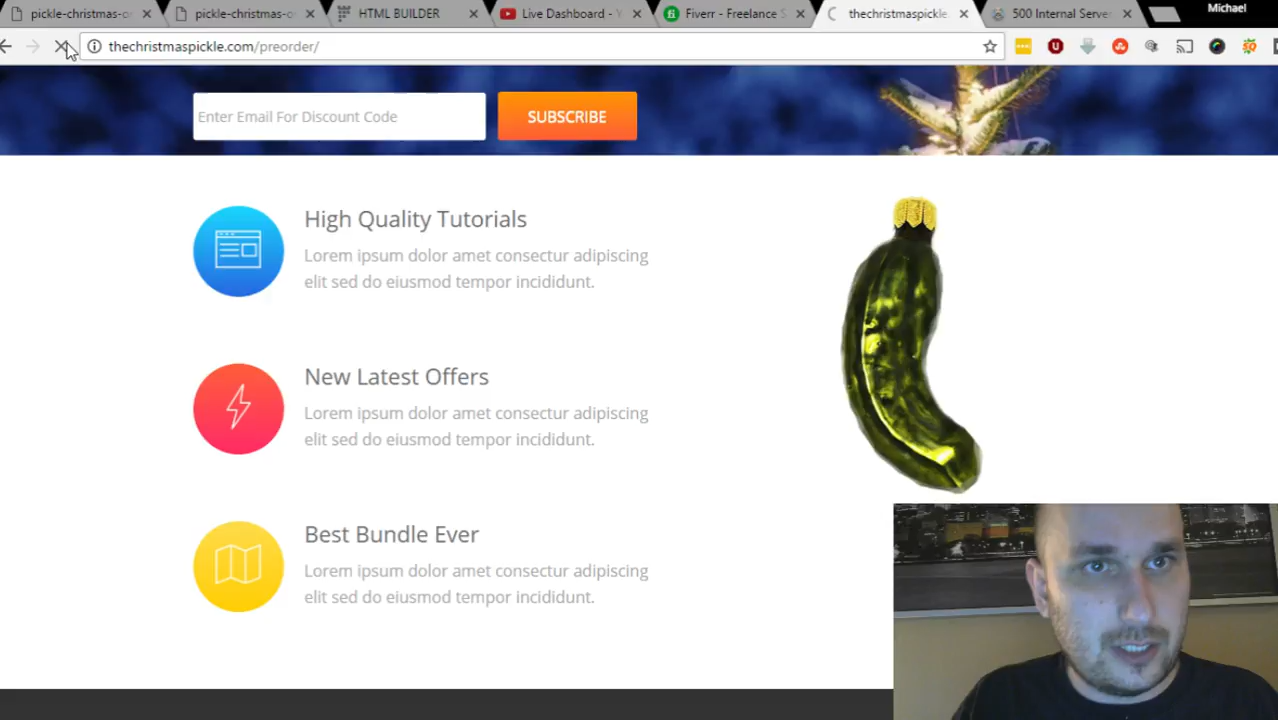 Michael
pickle-christmas-o
pickle-christmas-o
HTML BUILDER
Live Dashboard - Y
Fiverr - Freelance S
thechristmaspickle.
500 Internal Server
thechristmaspickle.com/preorder/
Enter Email For Discount Code
SUBSCRIBE
High Quality Tutorials
Lorem ipsum dolor amet consectur adipiscing
elit sed do eiusmod tempor incididunt.
New Latest Offers
Lorem ipsum dolor amet consectur adipiscing
elit sed do eiusmod tempor incididunt.
Best Bundle Ever
Lorem ipsum dolor amet consectur adipiscing
elit sed do eiusmod tempor incididunt.